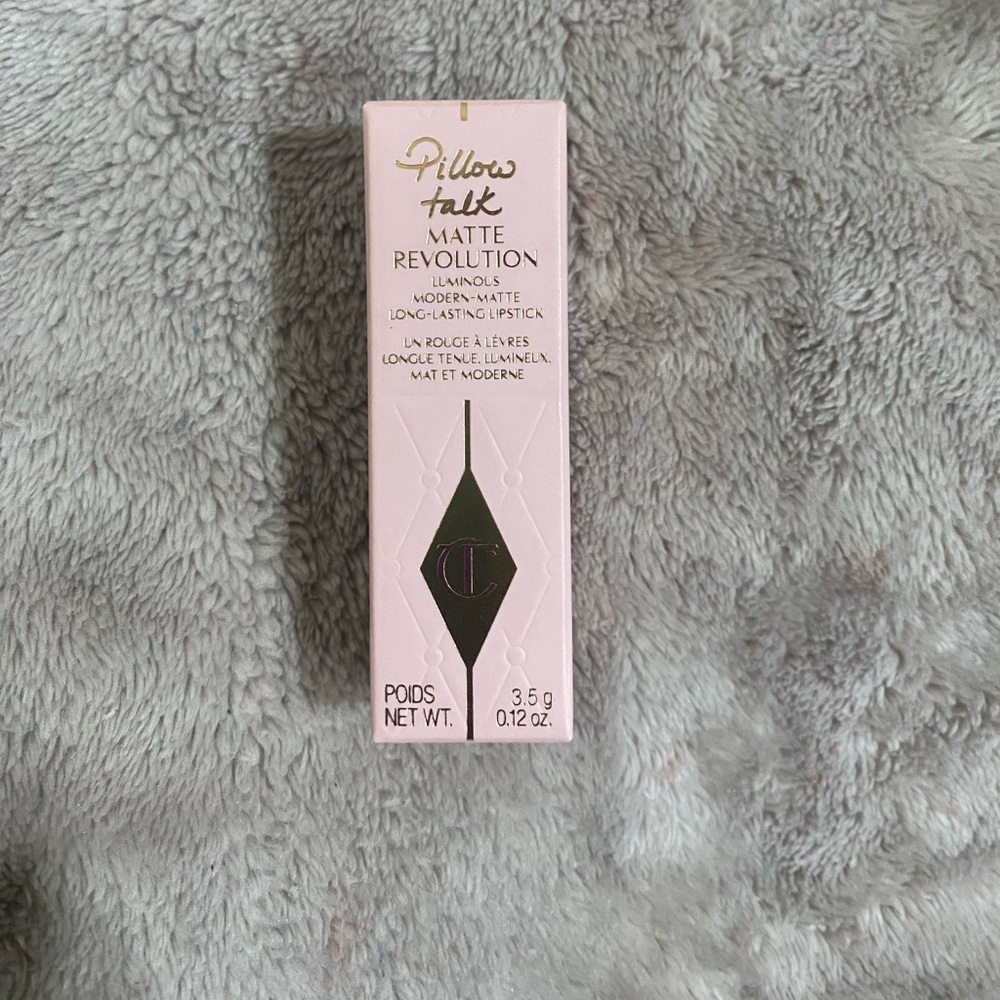 Pillow
talk
MATTE
REVOLUTION
LUMINOUS
MODERN-MATTE
LONG-LASTING LIPSTICK
UN ROUGE À LÈVRES
LONGUE TENUE, LUMINEUX,
MAT ET MODERNE
CT
POIDS 3.5 g
NET WT. 0.12 oz.